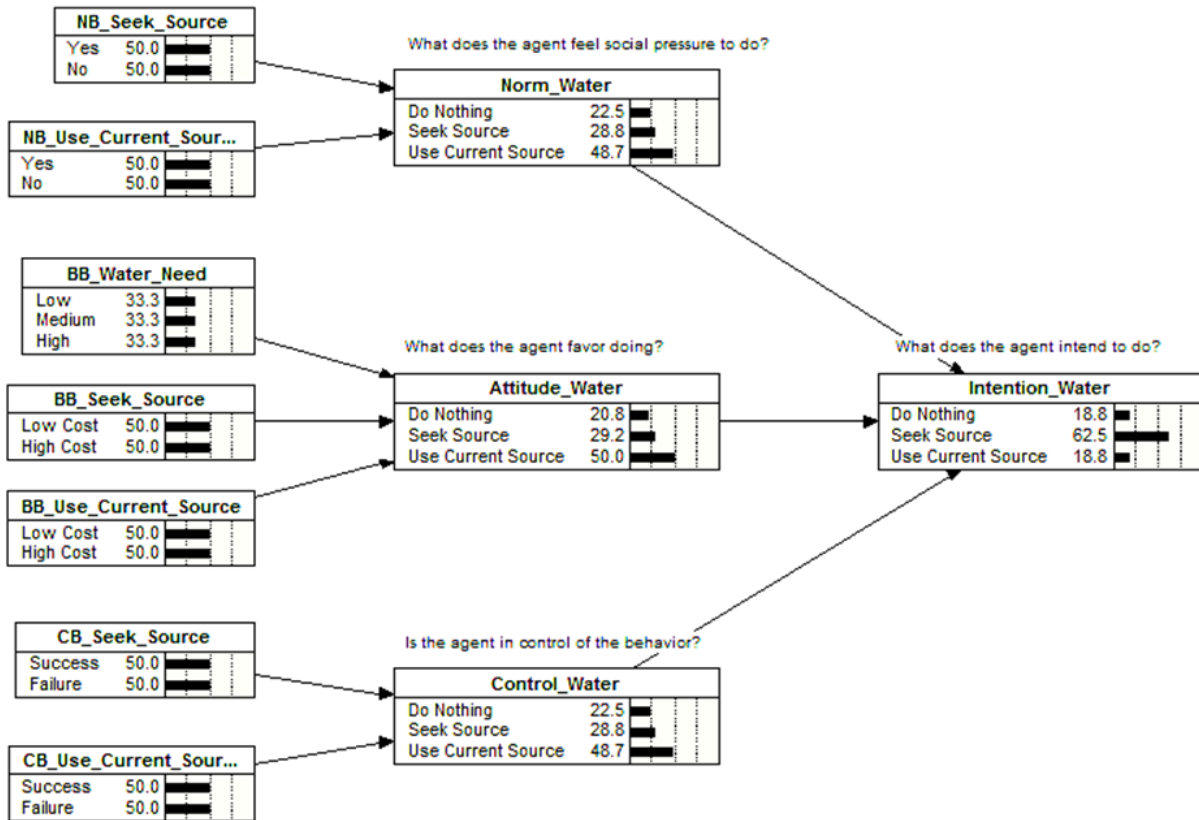 NB_Seek_Source
Yes 50.0
No 50.0
What does the agent feel social pressure to do?
Norm_Water
Do Nothing 22.5
Seek Source 28.8
Use Current Source 48.7
NB_Use_Current_Sour...
Yes 50.0
No 50.0
BB_Water_Need
Low 33.3
Medium 33.3
High 33.3
What does the agent favor doing?
What does the agent intend to do?
Attitude_Water
Do Nothing 20.8
Seek Source 29.2
Use Current Source 50.0
Intention_Water
Do Nothing 18.8
Seek Source 62.5
Use Current Source 18.8
BB_Seek_Source
Low Cost 50.0
High Cost 50.0
BB_Use_Current_Source
Low Cost 50.0
High Cost 50.0
CB_Seek_Source
Success 50.0
Failure 50.0
Is the agent in control of the behavior?
Control_Water
Do Nothing 22.5
Seek Source 28.8
Use Current Source 48.7
CB_Use_Current_Sour...
Success 50.0
Failure 50.0